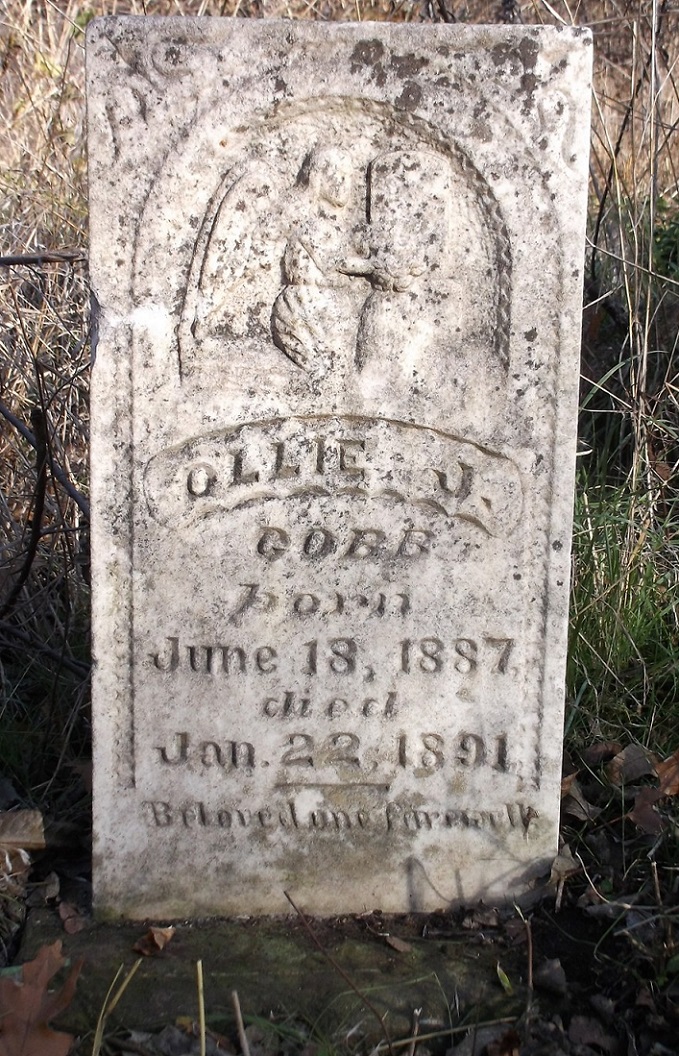 OLLIE J.
COBB
born
June 18, 1887
died
Jan. 22, 1891
Beloved one farewell